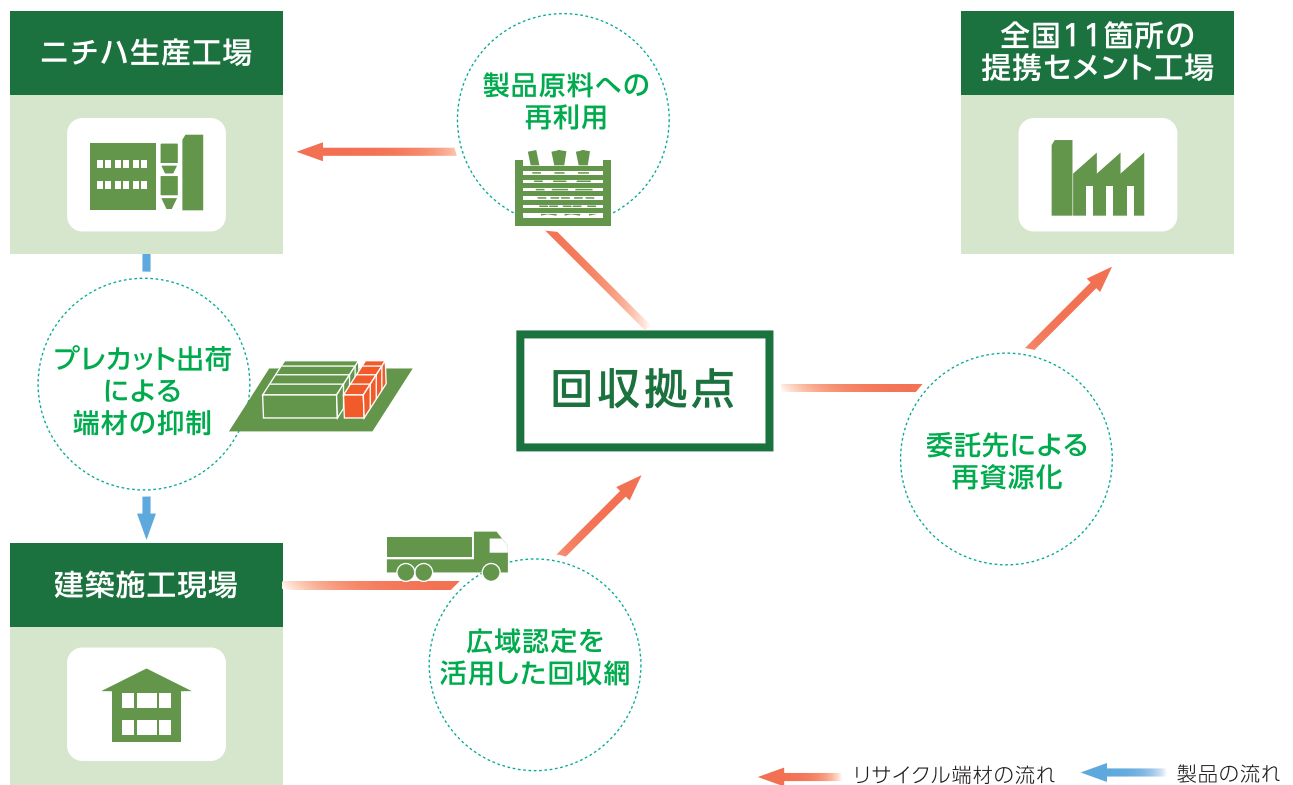 ニチハ生産工場
製品原料への
再利用
全国11箇所の
提携セメント工場
プレカット出荷
による
端材の抑制
回収拠点
委託先による
再資源化
建築施工現場
広域認定を
活用した回収網
リサイクル端材の流れ
製品の流れ